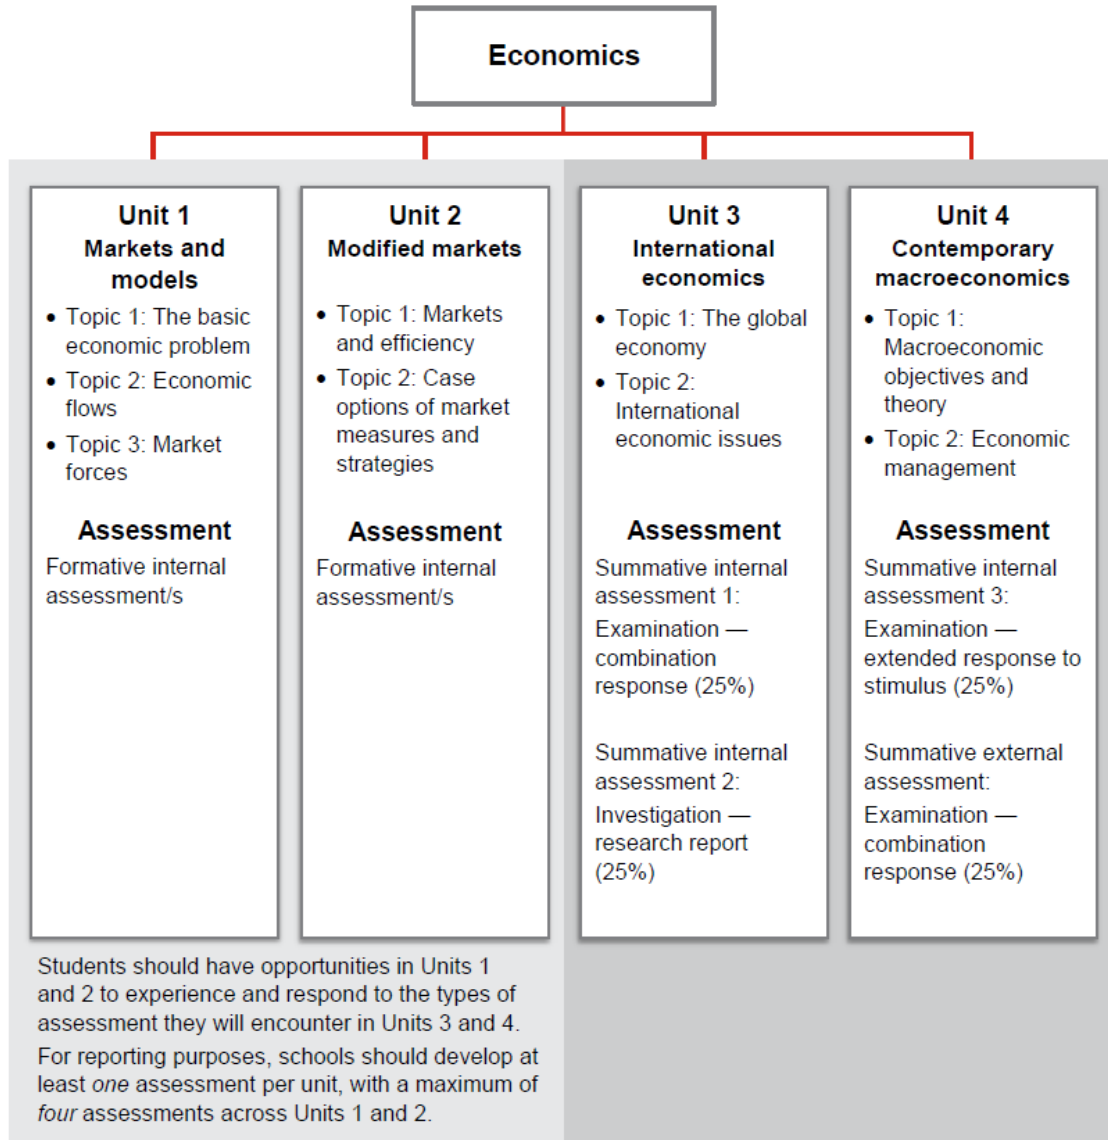 Economics
Unit 1
Markets and
models
• Topic 1: The basic
economic problem
• Topic 2: Economic
flows
• Topic 3: Market
forces
Assessment
Formative internal
assessment/s
Unit 2
Modified markets
• Topic 1: Markets
and efficiency
• Topic 2: Case
options of market
measures and
strategies
Assessment
Formative internal
assessment/s
Unit 3
International
economics
• Topic 1: The global
economy
• Topic 2:
International
economic issues
Assessment
Summative internal
assessment 1:
Examination —
combination
response (25%)
Summative internal
assessment 2:
Investigation —
research report
(25%)
Unit 4
Contemporary
macroeconomics
• Topic 1:
Macroeconomic
objectives and
theory
• Topic 2: Economic
management
Assessment
Summative internal
assessment 3:
Examination —
extended response to
stimulus (25%)
Summative external
assessment:
Examination —
combination
response (25%)
Students should have opportunities in Units 1
and 2 to experience and respond to the types of
assessment they will encounter in Units 3 and 4.
For reporting purposes, schools should develop at
least one assessment per unit, with a maximum of
four assessments across Units 1 and 2.